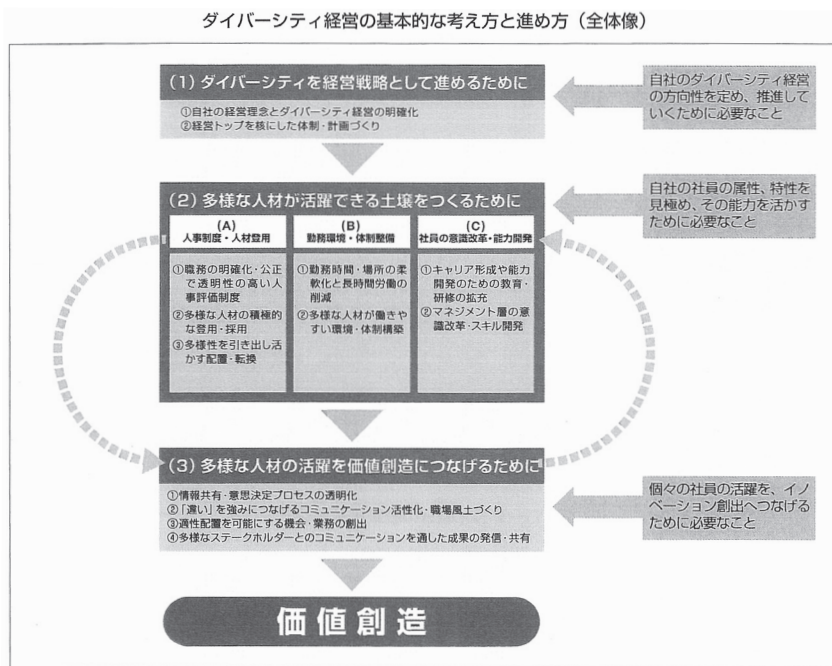 ダイバーシティ経営の基本的な考え方と進め方（全体像）
（1）ダイバーシティを経営戦略として進めるために
①自社の経営理念とダイバーシティ経営の明確化
②経営トップを核にした体制・計画づくり
自社のダイバーシティ経営
の方向性を定め、推進して
いくために必要なこと
（2）多様な人材が活躍できる土壌をつくるために
自社の社員の属性、特性を
見極め、その能力を活かす
ために必要なこと
（A）
人事制度・人材登用
①職務の明確化・公正
で透明性の高い人
事評価制度
②多様な人材の積極的
な登用・採用
③多様性を引き出し活
かす配置・転換
（B）
勤務環境・体制整備
①勤務時間・場所の柔
軟化と長時間労働の
削減
②多様な人材が働きや
すい環境・体制構築
（C）
社員の意識改革・能力開発
①キャリア形成や能力
開発のための教育・
研修の拡充
②マネジメント層の意
識改革・スキル開発
（3）多様な人材の活躍を価値創造につなげるために
①情報共有・意思決定プロセスの透明化
②「違い」を強みにつなげるコミュニケーション活性化・職場風土づくり
③適性配置を可能にする機会・業務の創出
④多様なステークホルダーとのコミュニケーションを通した成果の発信・共有
個々の社員の活躍を、イノ
ベーション創出へつなげる
ために必要なこと
価値創造